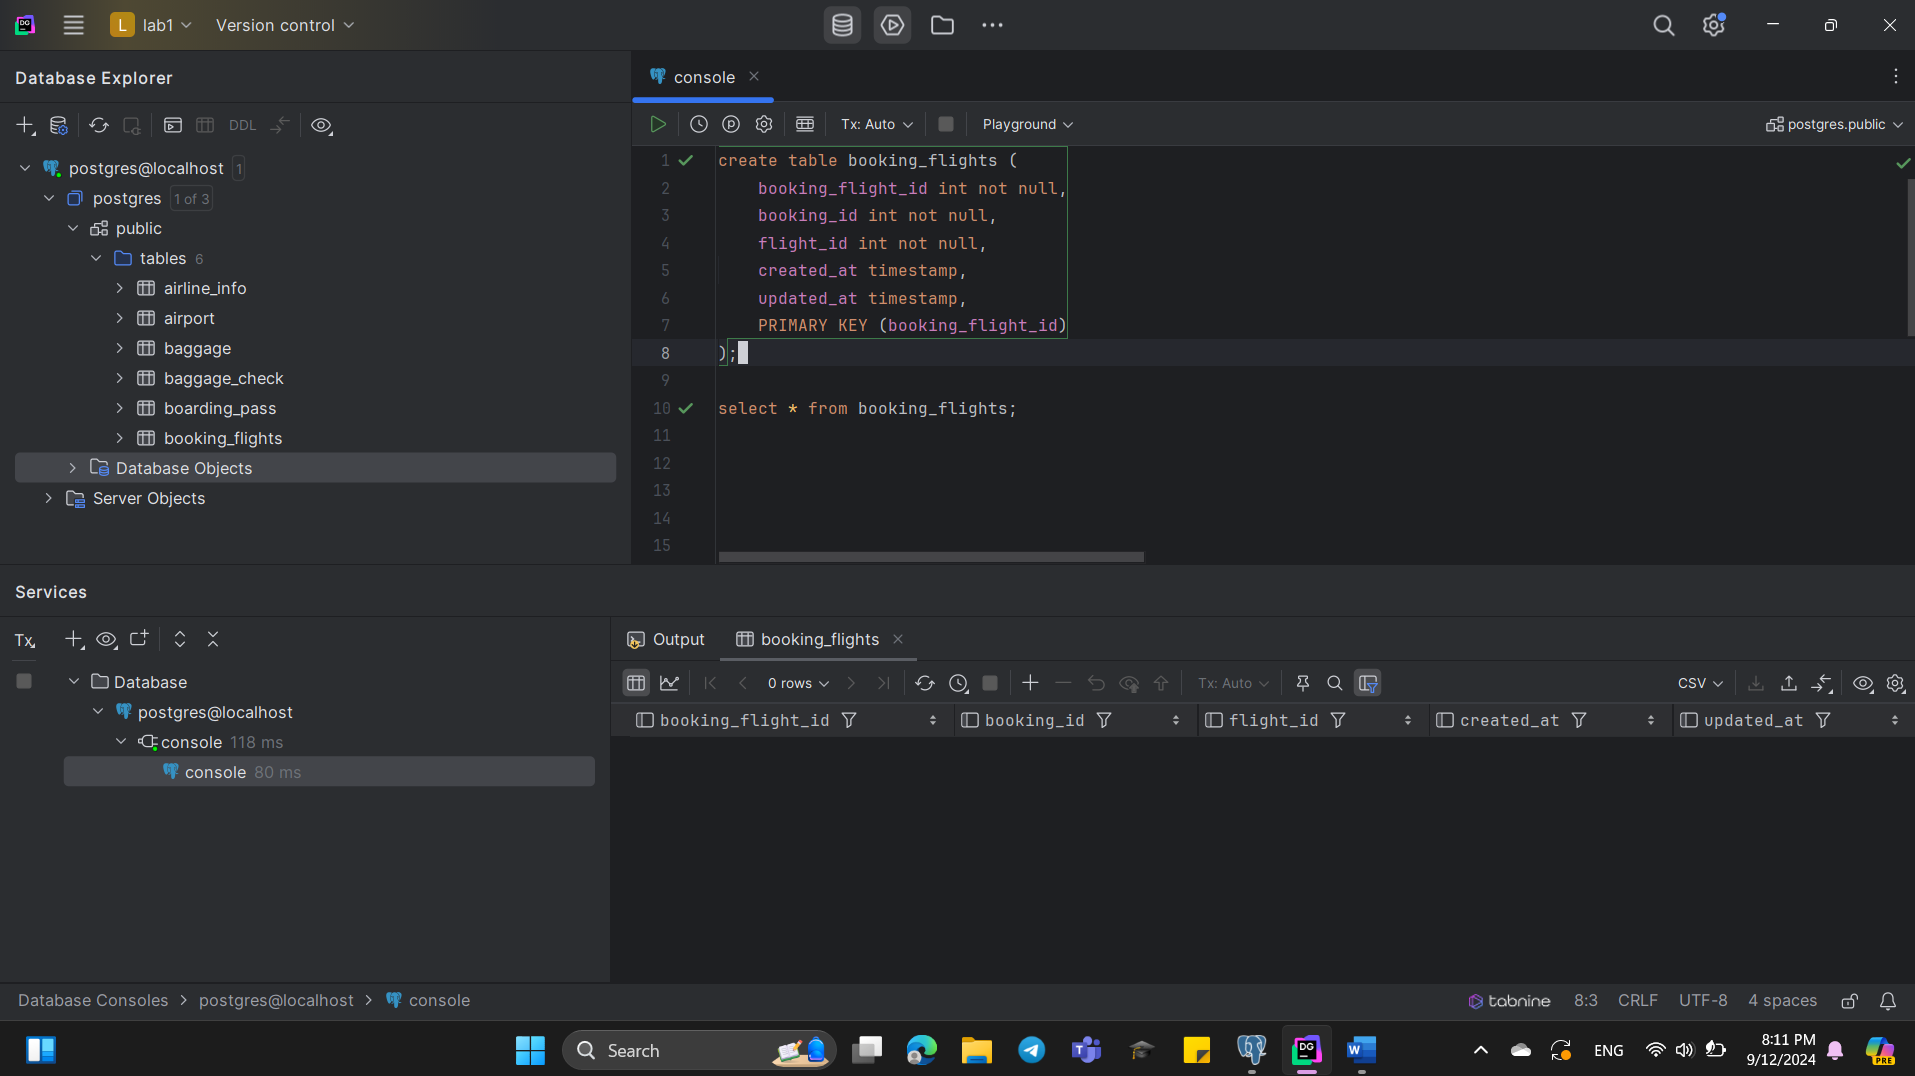 DG
L lab1 Version control
Database Explorer
console
DDL
Tx: Auto Playground postgres.public
postgres@localhost 1
postgres 1 of 3
public
tables 6
airline_info
airport
baggage
baggage_check
boarding_pass
booking_flights
Database Objects
Server Objects
1 create table booking_flights (
2 booking_flight_id int not null,
3 booking_id int not null,
4 flight_id int not null,
5 created_at timestamp,
6 updated_at timestamp,
7 PRIMARY KEY (booking_flight_id)
8 );
9
10 select * from booking_flights;
11
12
13
14
15
Services
Tx
Database
postgres@localhost
console 118 ms
console 80 ms
Output booking_flights
0 rows Tx: Auto CSV
booking_flight_id booking_id flight_id created_at updated_at
Database Consoles > postgres@localhost > console
tabnine 8:3 CRLF UTF-8 4 spaces
Search
T
DG
W
ENG
8:11 PM
9/12/2024
PRE